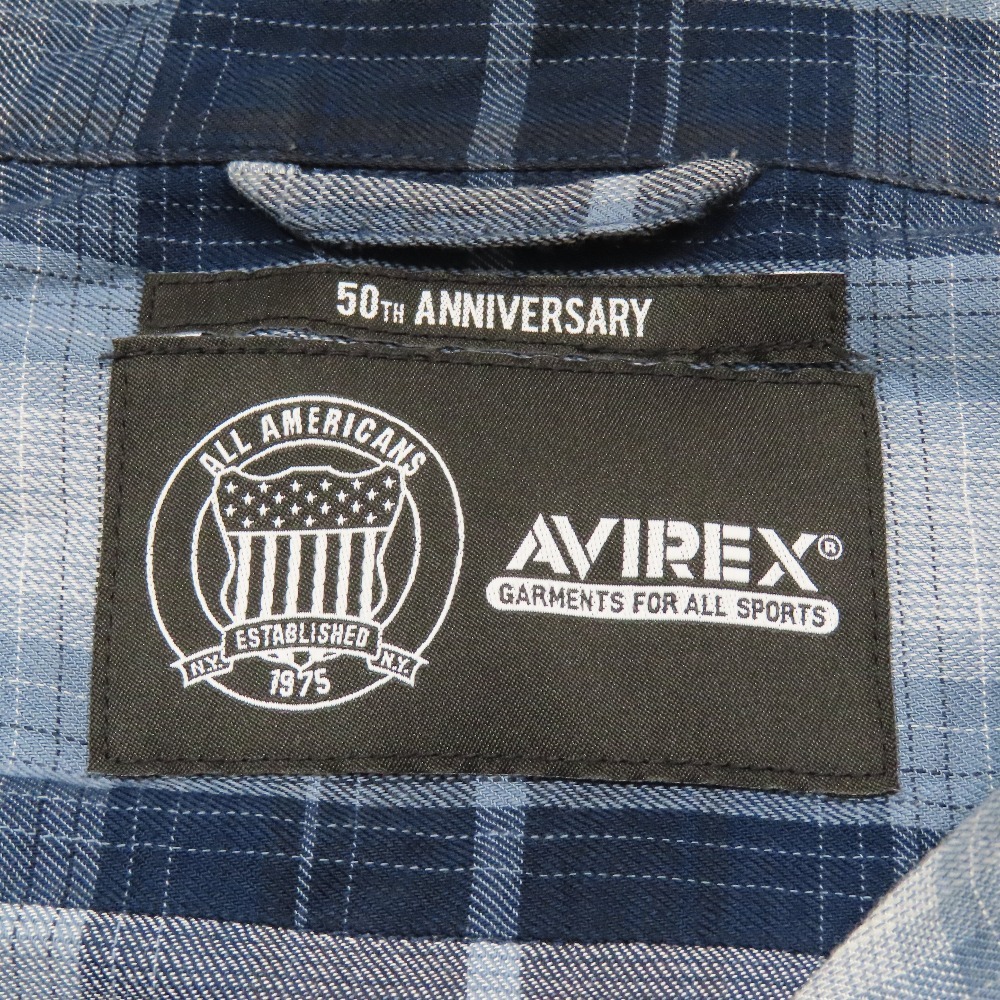 50TH ANNIVERSARY
ALL AMERICANS
ESTABLISHED
N.Y. N.Y.
1975
AVIREX®
GARMENTS FOR ALL SPORTS